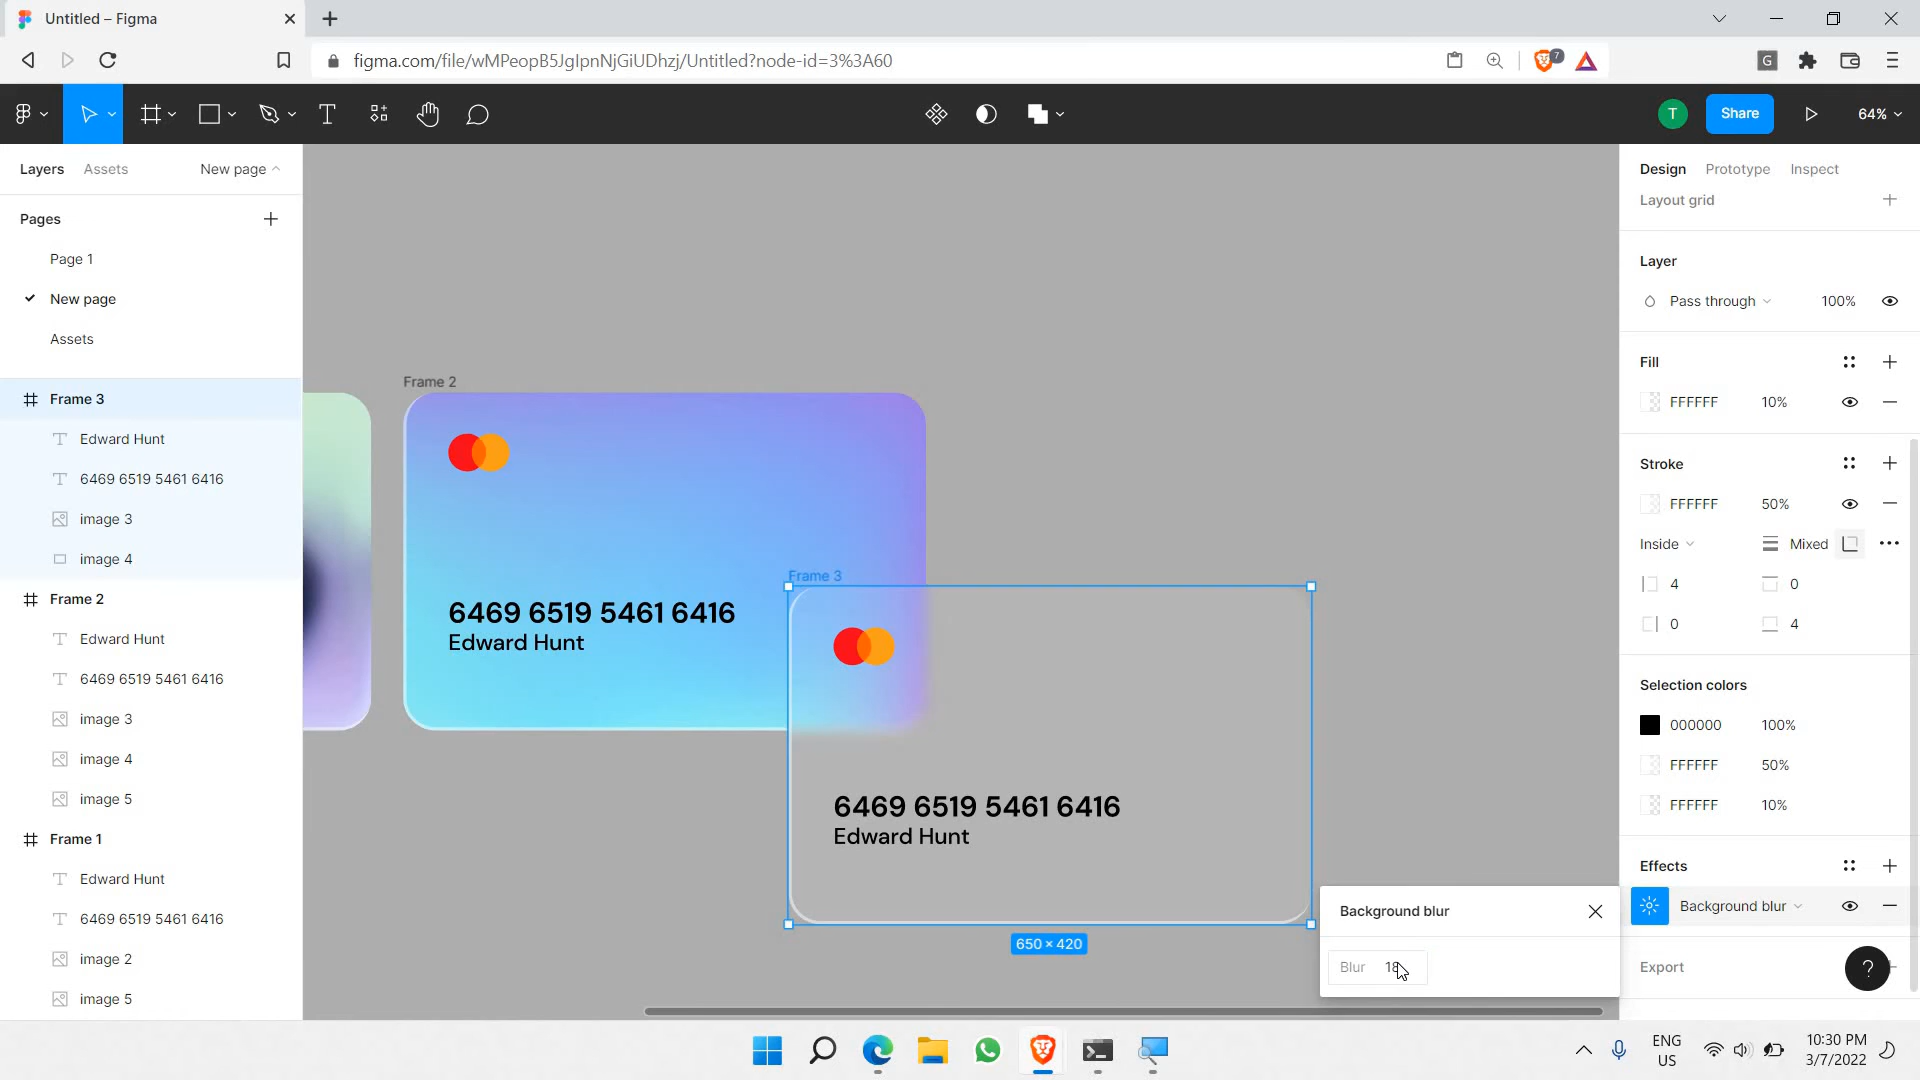 Untitled – Figma
figma.com/file/wMPeopB5JgIpnNjGiUDhzj/Untitled?node-id=3%3A60
7
G
T
T
Share
64%
Layers
Assets
New page
Pages
Page 1
New page
Assets
Frame 3
Edward Hunt
6469 6519 5461 6416
image 3
image 4
Frame 2
Edward Hunt
6469 6519 5461 6416
image 3
image 4
image 5
Frame 1
Edward Hunt
6469 6519 5461 6416
image 2
image 5
Frame 2
6469 6519 5461 6416
Edward Hunt
Frame 3
6469 6519 5461 6416
Edward Hunt
650 × 420
Background blur
Blur
Design
Prototype
Inspect
Layout grid
Layer
Pass through
100%
Fill
FFFFFF
10%
Stroke
FFFFFF
50%
Inside
Mixed
4
0
0
4
Selection colors
000000
100%
FFFFFF
50%
FFFFFF
10%
Effects
Background blur
Export
?
ENG
US
10:30 PM
3/7/2022